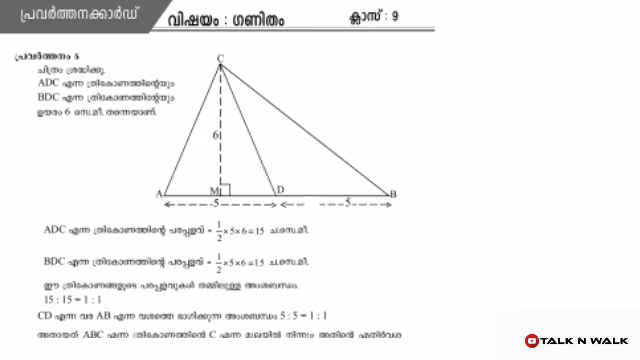 പ്രവർത്തനക്കാർഡ്
വിഷയം : ഗണിതം
ക്ലാസ് : 9
പ്രവർത്തനം 5
ചിത്രം ശ്രദ്ധിക്കൂ.
ADC എന്ന ത്രികോണത്തിന്റെയും
BDC എന്ന ത്രികോണത്തിന്റേയും
ഉയരം 6 സെ.മീ. തന്നെയാണ്.
C
6
A M D B
5 5
ADC എന്ന ത്രികോണത്തിന്റെ പരപ്പളവ് = 1/2 × 5 × 6 = 15 ച.സെ.മീ.
BDC എന്ന ത്രികോണത്തിന്റെ പരപ്പളവ് = 1/2 × 5 × 6 = 15 ച.സെ.മീ.
ഈ ത്രികോണങ്ങളുടെ പരപ്പളവുകൾ തമ്മിലുള്ള അംശബന്ധം.
15 : 15 = 1 : 1
CD എന്ന വര AB എന്ന വശത്തെ ഭാഗിക്കുന്ന അംശബന്ധം 5 : 5 = 1 : 1
അതായത് ABC എന്ന ത്രികോണത്തിന്റെ C എന്ന മൂലയിൽ നിന്നും അതിന്റെ എതിർവശ
TALK N WALK